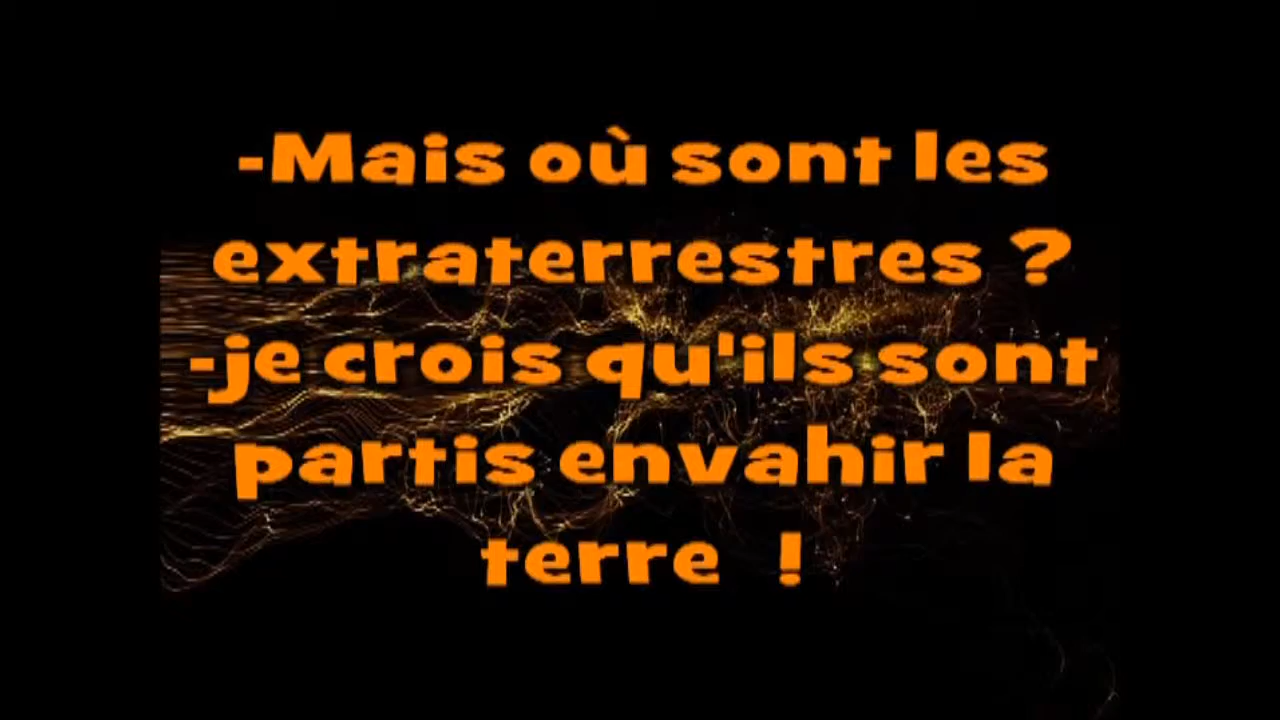 -Mais où sont les
extraterrestres ?
-je crois qu'ils sont
partis envahir la
terre !